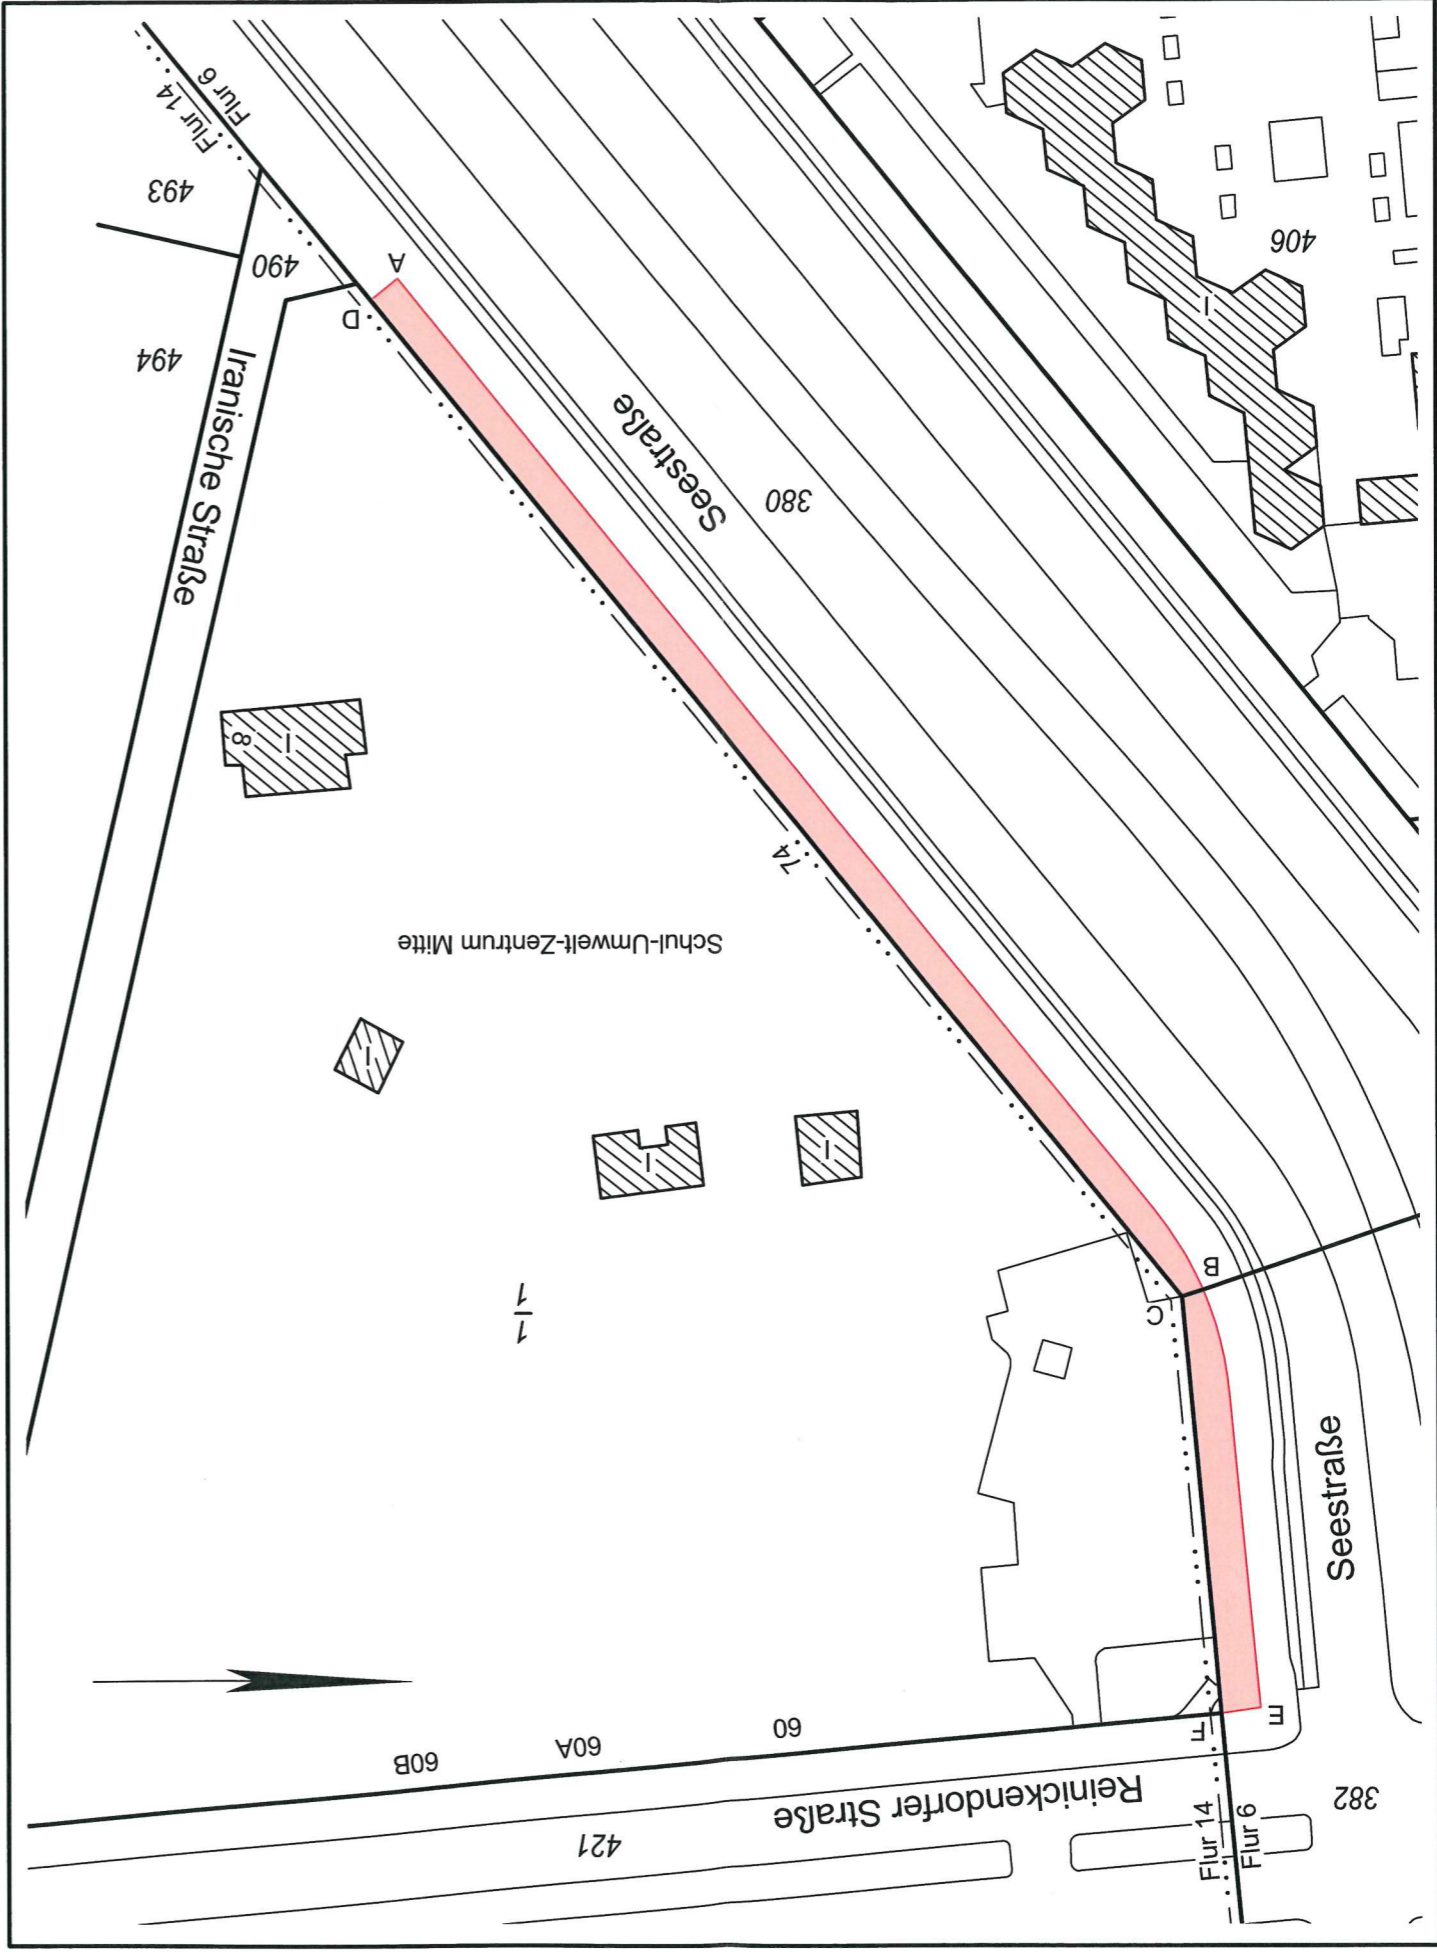 Flur 14
Flur 6
493
490
494
D
A
Iranische Straße
Seestraße
380
406
I
8
I
74
Schul-Umwelt-Zentrum Mitte
I
I
I
1
1
B
C
Seestraße
E
F
60
60A
60B
Reinickendorfer Straße
421
Flur 14
Flur 6
382